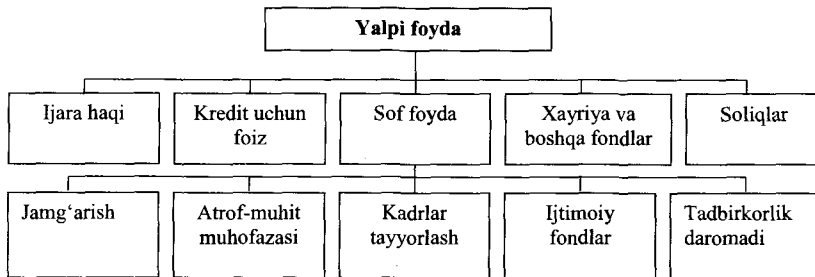 Yalpi foyda
Ijara haqi
Kredit uchun
foiz
Sof foyda
Xayriya va
boshqa fondlar
Soliqlar
Jamg‘arish
Atrof-muhit
muhofazasi
Kadrlar
tayyorlash
Ijtimoiy
fondlar
Tadbirkorlik
daromadi